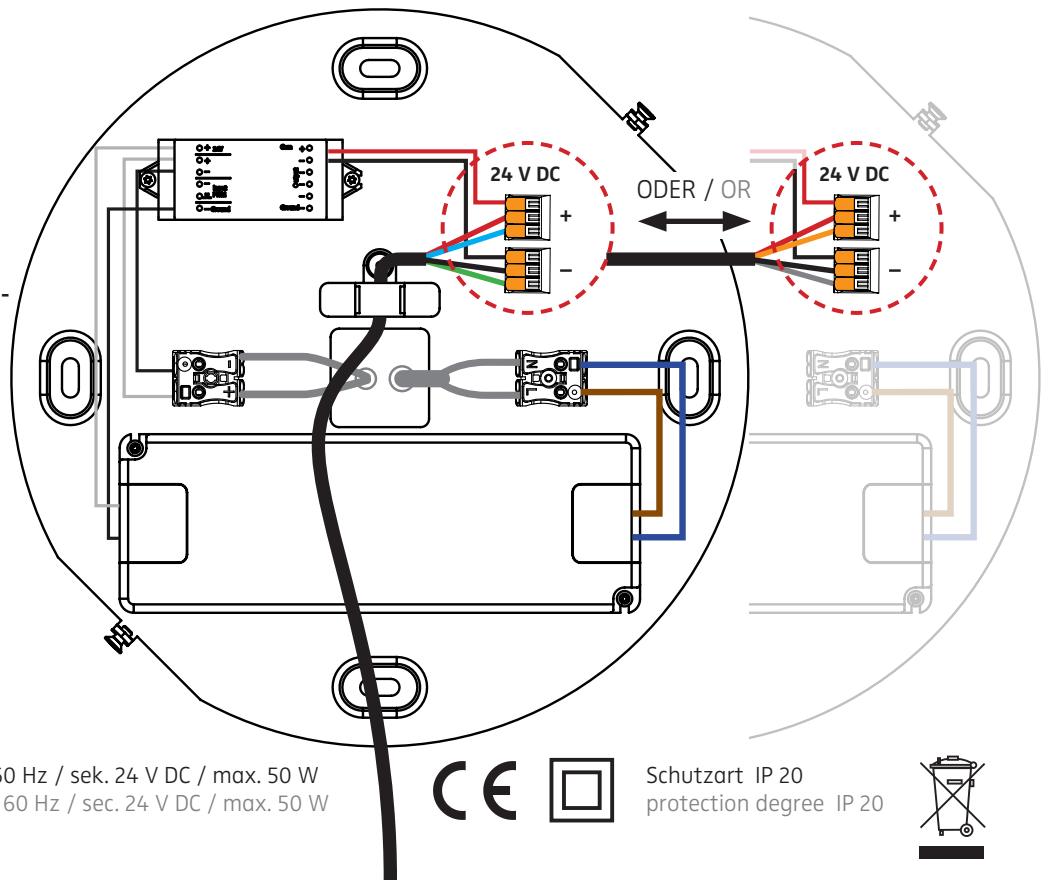 24 V DC
ODER / OR
24 V DC
+
+
–
–
-
N
L
+
-
60 Hz / sek. 24 V DC / max. 50 W
60 Hz / sec. 24 V DC / max. 50 W
CE
Schutzart IP 20
protection degree IP 20